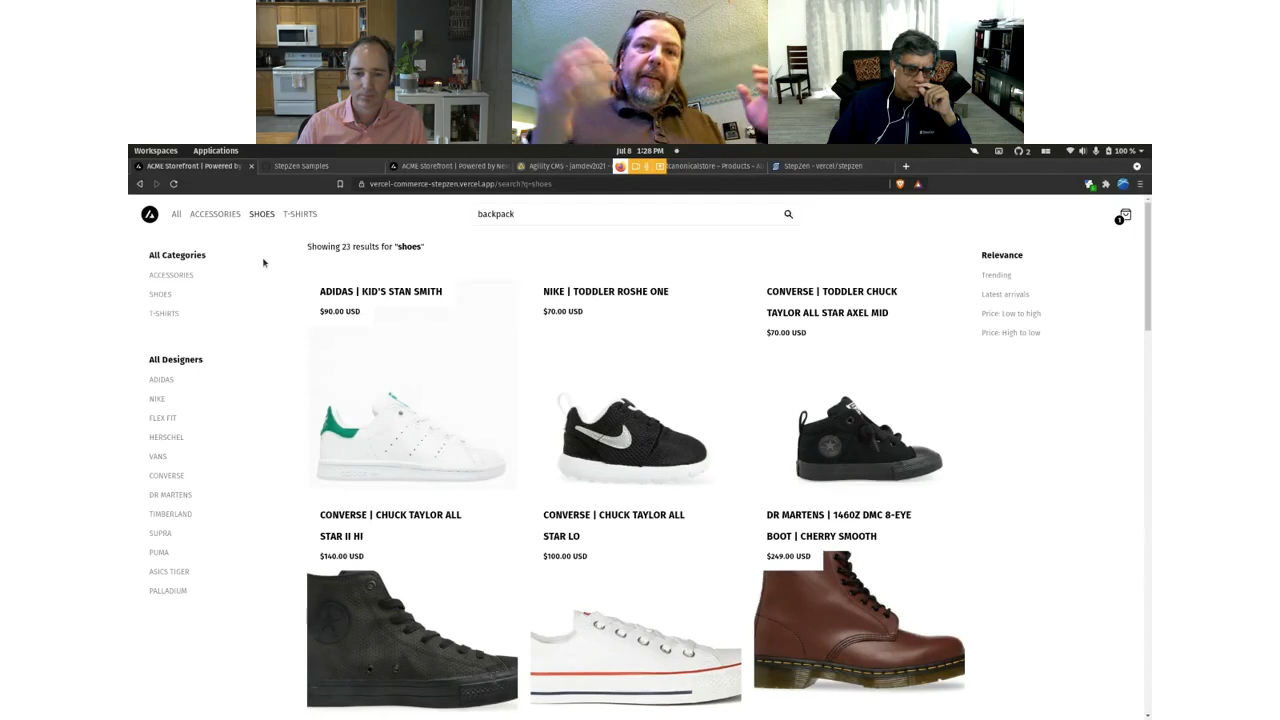 Workspaces Applications Jul 8 1:28 PM 2 100 %
ACME Storefront | Powered by StepZen Samples ACME Storefront | Powered by Ne Agility CMS - jamdev2021 - canonicalstore - Products - StepZen - vercel/stepzen
vercel-commerce-stepzen.vercel.app/search?q=shoes
All ACCESSORIES SHOES T-SHIRTS backpack 1
Showing 23 results for "shoes"
All Categories
ACCESSORIES
SHOES
T-SHIRTS
All Designers
ADIDAS
NIKE
FLEX FIT
HERSCHEL
VANS
CONVERSE
DR MARTENS
TIMBERLAND
SUPRA
PUMA
ASICS TIGER
PALLADIUM
ADIDAS | KID'S STAN SMITH
$90.00 USD
NIKE | TODDLER ROSHE ONE
$70.00 USD
CONVERSE | TODDLER CHUCK
TAYLOR ALL STAR AXEL MID
$70.00 USD
CONVERSE | CHUCK TAYLOR ALL
STAR II HI
$140.00 USD
CONVERSE | CHUCK TAYLOR ALL
STAR LO
$100.00 USD
DR MARTENS | 1460Z DMC 8-EYE
BOOT | CHERRY SMOOTH
$249.00 USD
Relevance
Trending
Latest arrivals
Price: Low to high
Price: High to low